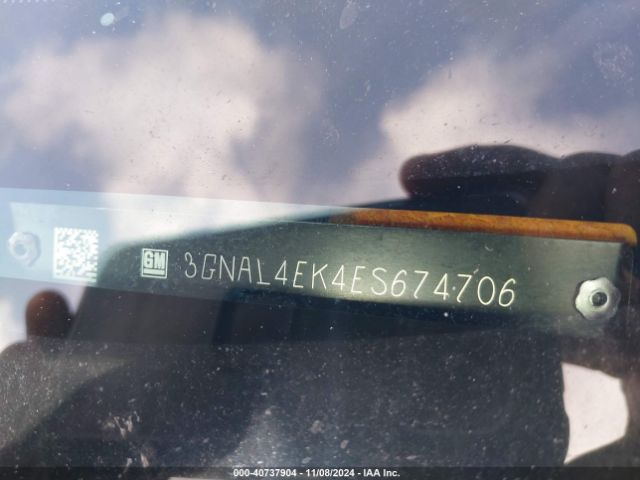 GM 3GNAL4EK4ES674706
000-40737904 - 11/08/2024 - IAA Inc.